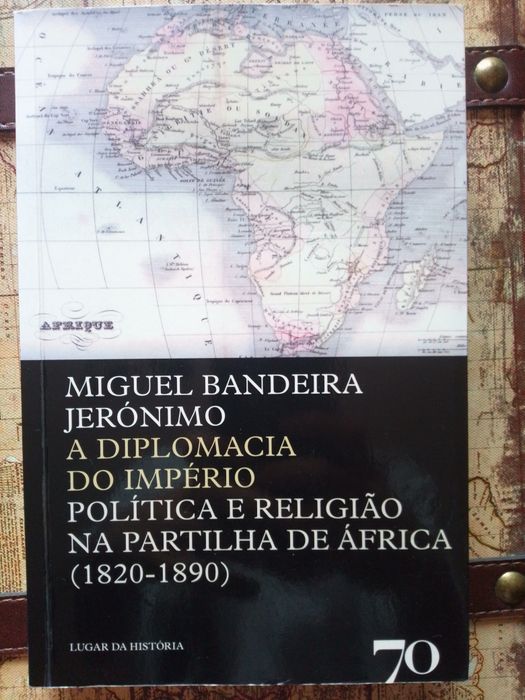 AFRIQUE
MIGUEL BANDEIRA
JERÓNIMO
A DIPLOMACIA
DO IMPÉRIO
POLÍTICA E RELIGIÃO
NA PARTILHA DE ÁFRICA
(1820-1890)
LUGAR DA HISTÓRIA
70